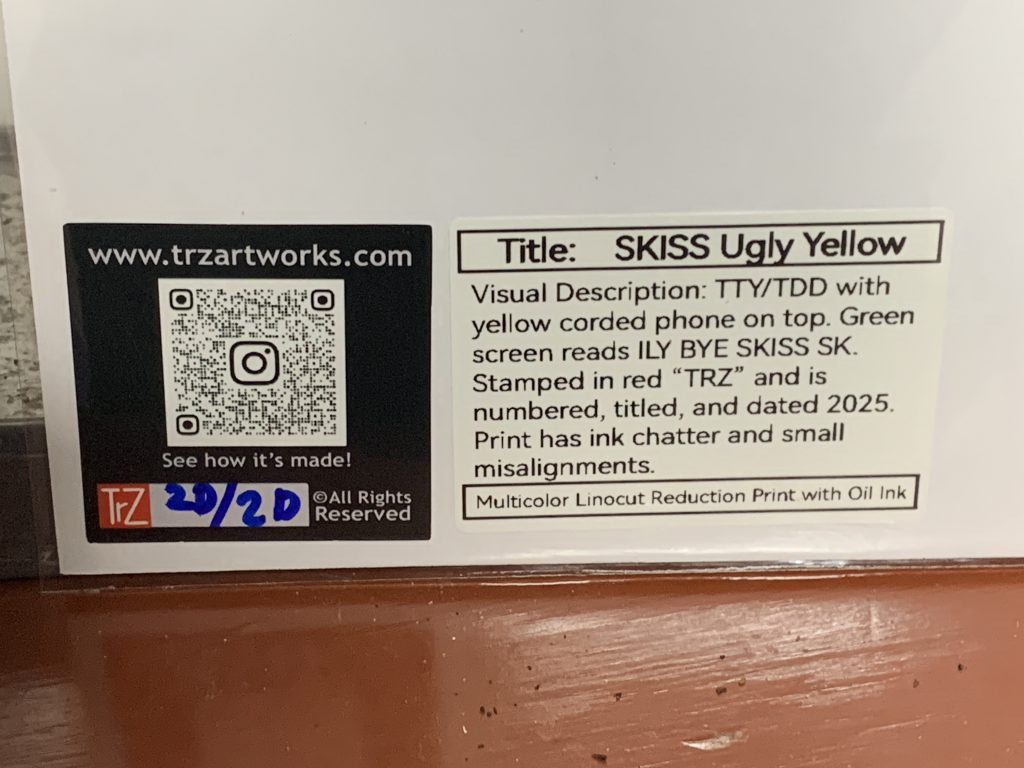 www.trzartworks.com
See how it's made!
TrZ 20/20 ©All Rights
Reserved
Title: SKISS Ugly Yellow
Visual Description: TTY/TDD with
yellow corded phone on top. Green
screen reads ILY BYE SKISS SK.
Stamped in red “TRZ” and is
numbered, titled, and dated 2025.
Print has ink chatter and small
misalignments.
Multicolor Linocut Reduction Print with Oil Ink